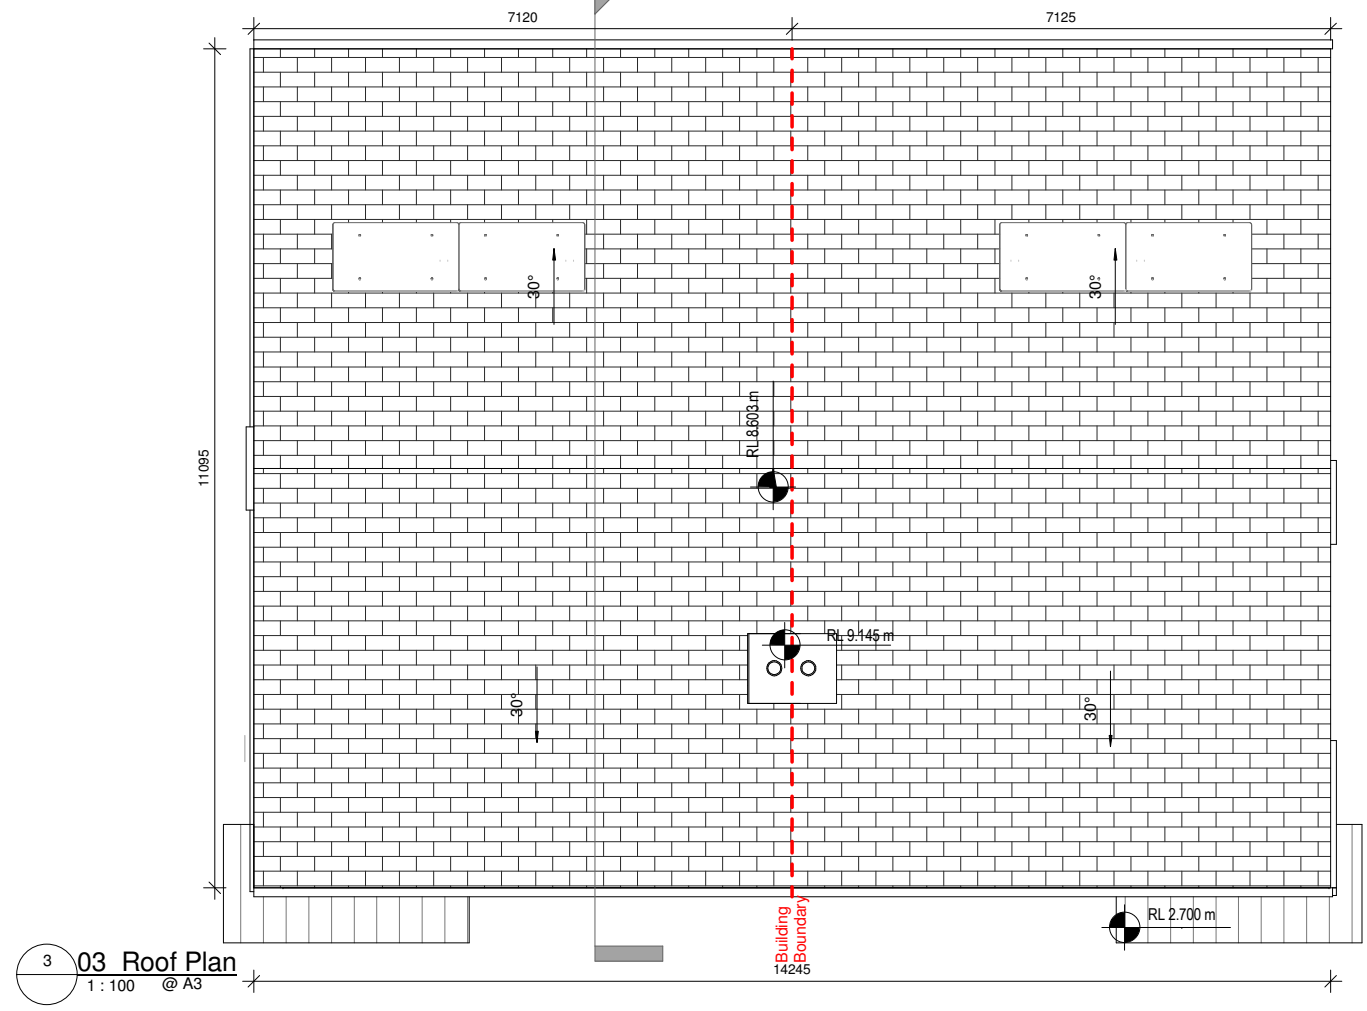 7120
7125
30°
30°
RL 8.603 m
11095
RL 9.145 m
30°
30°
Building
Boundary
RL 2.700 m
14245
3
03 Roof Plan
1 : 100 @ A3